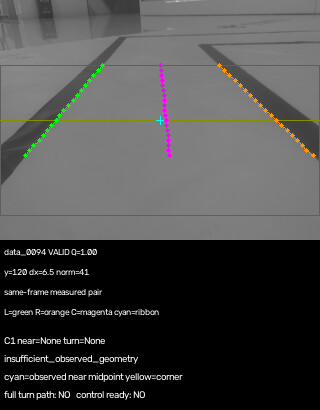 data_0094 VALID Q=1.00
y=120 dx=6.5 norm=41
same-frame measured pair
L=green R=orange C=magenta cyan=ribbon
C1 near=None turn=None
insufficient_observed_geometry
cyan=observed near midpoint yellow=corner
full turn path: NO control ready: NO